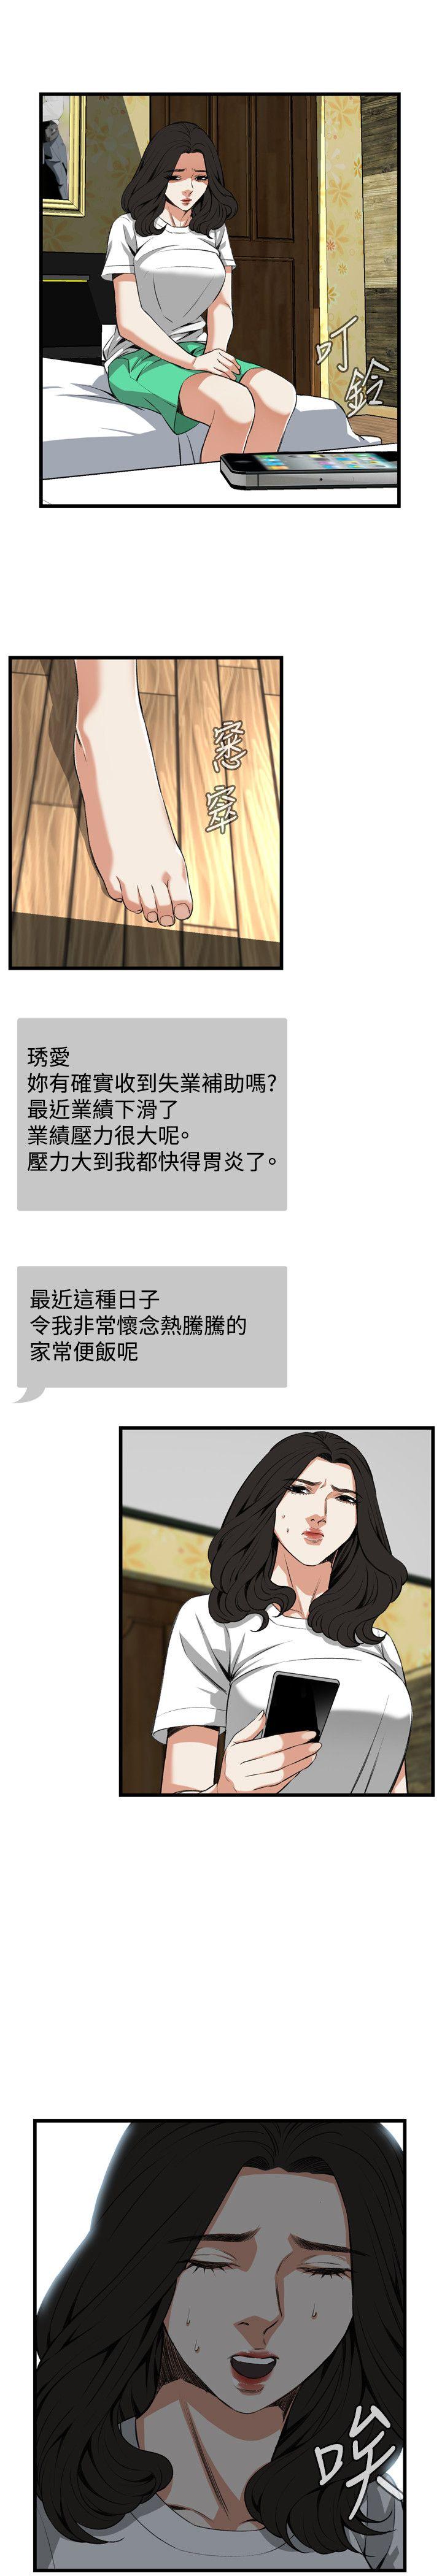 叮
鈴
窸
窣
琇愛
妳有確實收到失業補助嗎?
最近業績下滑了
業績壓力很大呢。
壓力大到我都快得胃炎了。
最近這種日子
令我非常懷念熱騰騰的
家常便飯呢
唉